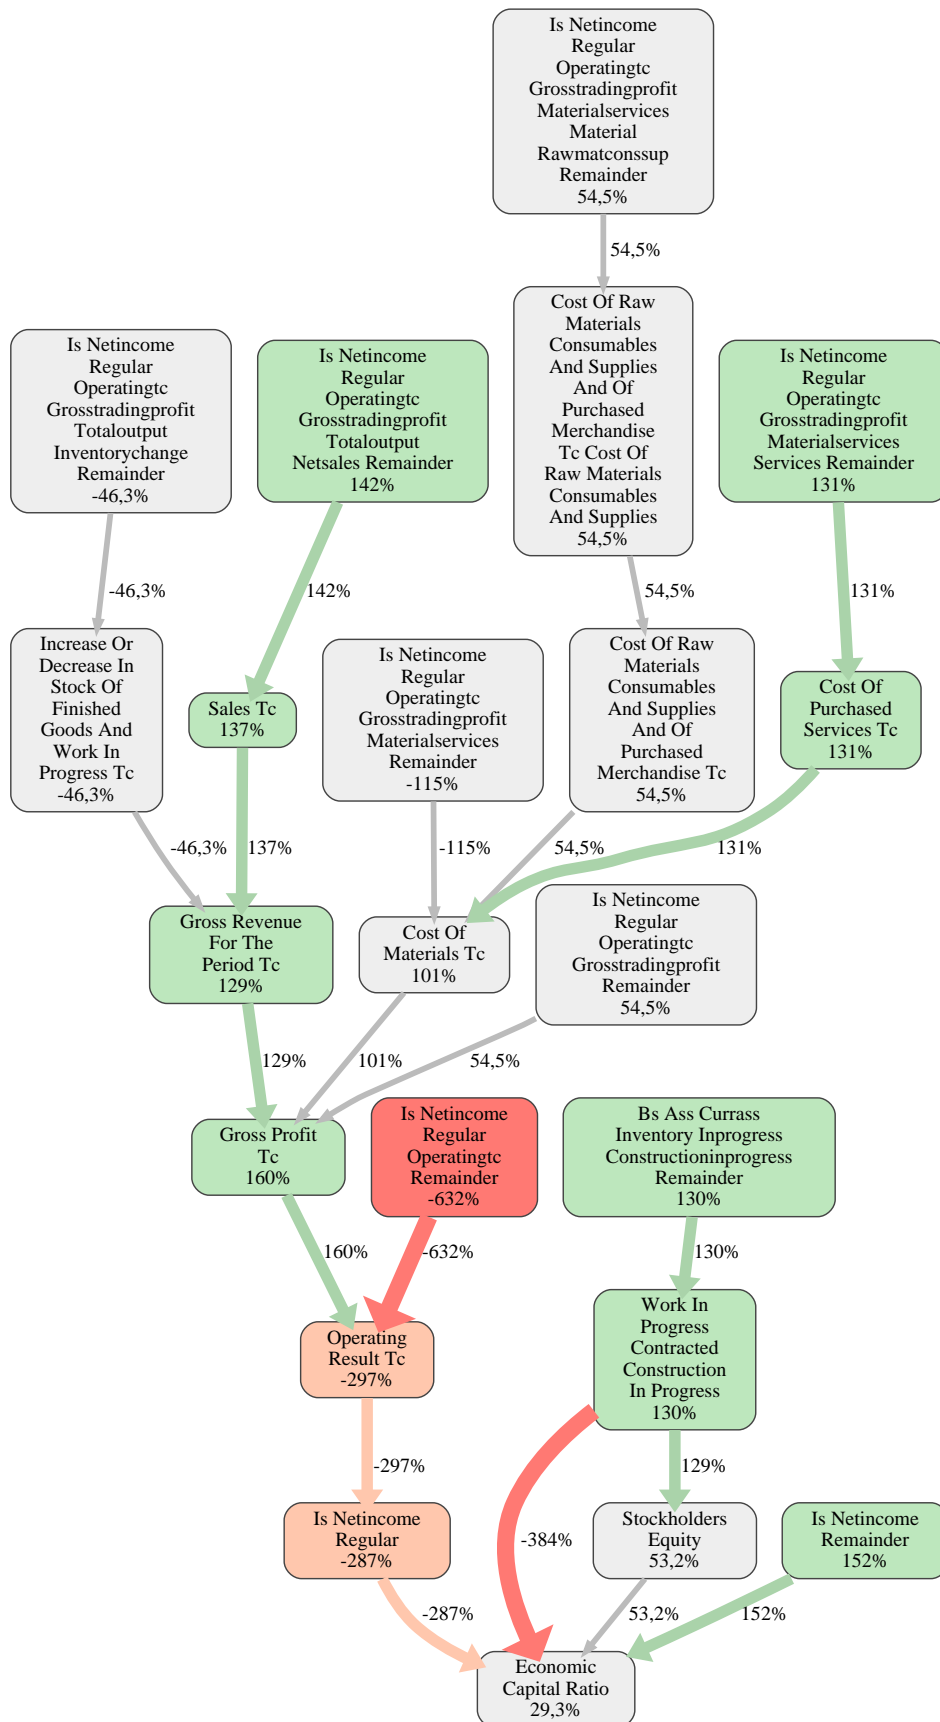 Is Netincome
Regular
Operatingtc
Grosstradingprofit
Materialservices
Material
Rawmatconssup
Remainder
54,5%
54,5%
Is Netincome
Regular
Operatingtc
Grosstradingprofit
Totaloutput
Inventorychange
Remainder
-46,3%
Is Netincome
Regular
Operatingtc
Grosstradingprofit
Totaloutput
Netsales Remainder
142%
Cost Of Raw
Materials
Consumables
And Supplies
And Of
Purchased
Merchandise
Tc Cost Of
Raw Materials
Consumables
And Supplies
54,5%
Is Netincome
Regular
Operatingtc
Grosstradingprofit
Materialservices
Services Remainder
131%
-46,3%
142%
54,5%
131%
Increase Or
Decrease In
Stock Of
Finished
Goods And
Work In
Progress Tc
-46,3%
Sales Tc
137%
Is Netincome
Regular
Operatingtc
Grosstradingprofit
Materialservices
Remainder
-115%
Cost Of Raw
Materials
Consumables
And Supplies
And Of
Purchased
Merchandise Tc
54,5%
Cost Of
Purchased
Services Tc
131%
-46,3%
137%
-115%
54,5%
131%
Gross Revenue
For The
Period Tc
129%
Cost Of
Materials Tc
101%
Is Netincome
Regular
Operatingtc
Grosstradingprofit
Remainder
54,5%
129%
101%
54,5%
Gross Profit
Tc
160%
Is Netincome
Regular
Operatingtc
Remainder
-632%
Bs Ass Currass
Inventory Inprogress
Constructioninprogress
Remainder
130%
160%
-632%
130%
Operating
Result Tc
-297%
Work In
Progress
Contracted
Construction
In Progress
130%
-297%
129%
Is Netincome
Regular
-287%
-384%
Stockholders
Equity
53,2%
Is Netincome
Remainder
152%
-287%
53,2%
152%
Economic
Capital Ratio
29,3%